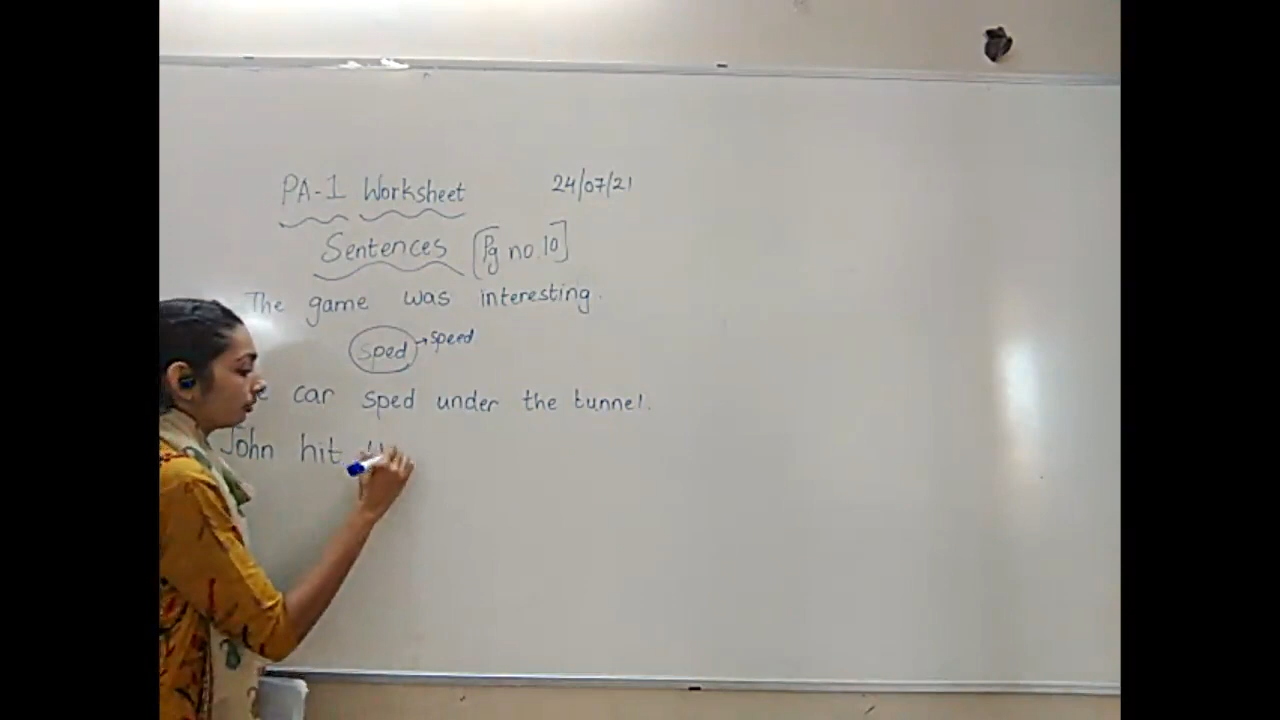 PA-1 Worksheet 24/07/21
Sentences [Pg no. 10]
The game was interesting.
sped → speed
car sped under the tunnel.
John hit